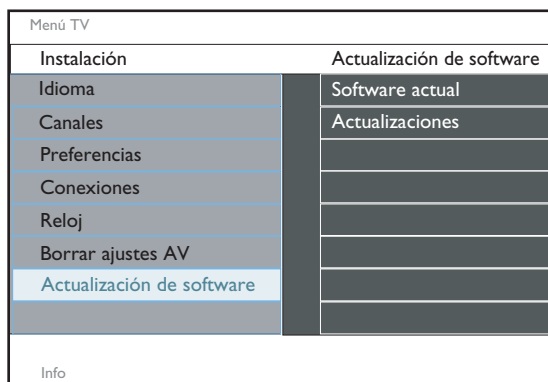 Menú TV
Instalación
Actualización de software
Idioma
Software actual
Canales
Actualizaciones
Preferencias
Conexiones
Reloj
Borrar ajustes AV
Actualización de software
Info